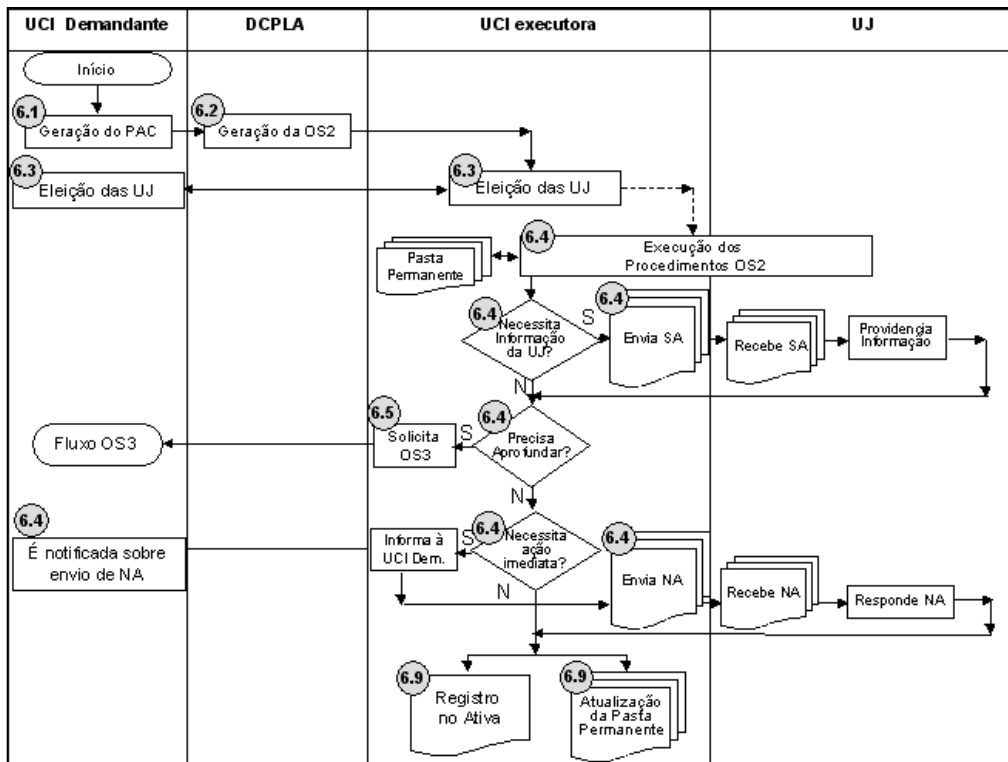 UCI Demandante
DCPLA
UCI executora
UJ
Início
6.1
Geração do PAC
6.2
Geração da OS2
6.3
Eleição das UJ
6.3
Eleição das UJ
6.4
Execução dos
Procedimentos OS2
Pasta
Permanente
6.4
Necessita
Informação
da UJ?
S
6.4
Envia SA
Recebe SA
Providencia
Informação
N
6.4
Precisa
Aprofundar?
S
6.5
Solicita
OS3
Fluxo OS3
N
6.4
Necessita
ação
imediata?
S
Informa à
UCI Dem.
6.4
É notificada sobre
envio de NA
N
6.4
Envia NA
Recebe NA
Responde NA
6.9
Registro
no Ativa
6.9
Atualização
da Pasta
Permanente